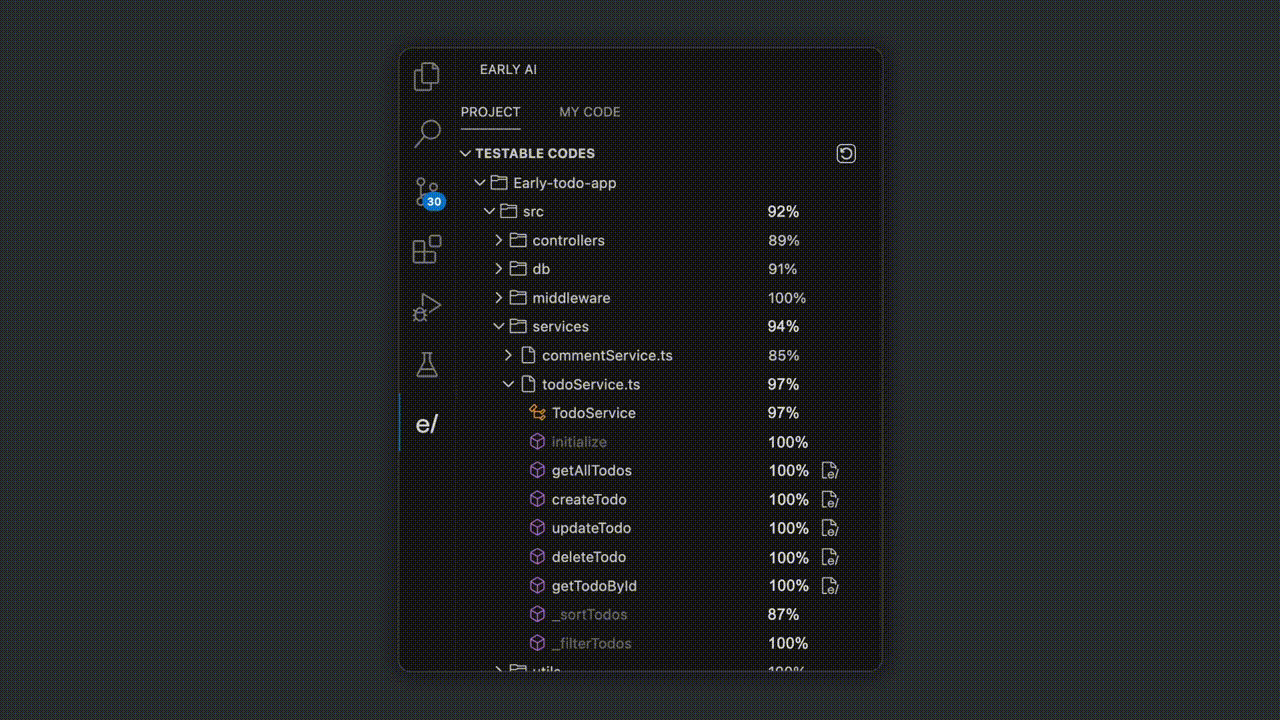 EARLY AI
PROJECT MY CODE
TESTABLE CODES
Early-todo-app
src 92%
controllers 89%
db 91%
middleware 100%
services 94%
commentService.ts 85%
todoService.ts 97%
TodoService 97%
initialize 100%
getAllTodos 100% e/
createTodo 100% e/
updateTodo 100% e/
deleteTodo 100% e/
getTodoById 100% e/
_sortTodos 87%
_filterTodos 100%
utils 100%
30
e/